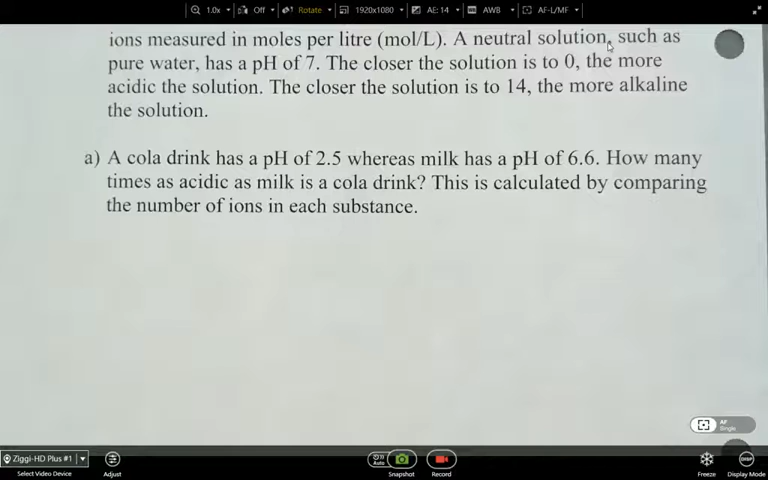 1.0x Off Rotate 1920x1080 AE: 14 AWB AF-L/MF
ions measured in moles per litre (mol/L). A neutral solution, such as
pure water, has a pH of 7. The closer the solution is to 0, the more
acidic the solution. The closer the solution is to 14, the more alkaline
the solution.
a) A cola drink has a pH of 2.5 whereas milk has a pH of 6.6. How many
times as acidic as milk is a cola drink? This is calculated by comparing
the number of ions in each substance.
AF
Single
Ziggi-HD Plus #1
Auto
DISP
Select Video Device Adjust Snapshot Record Freeze Display Mode